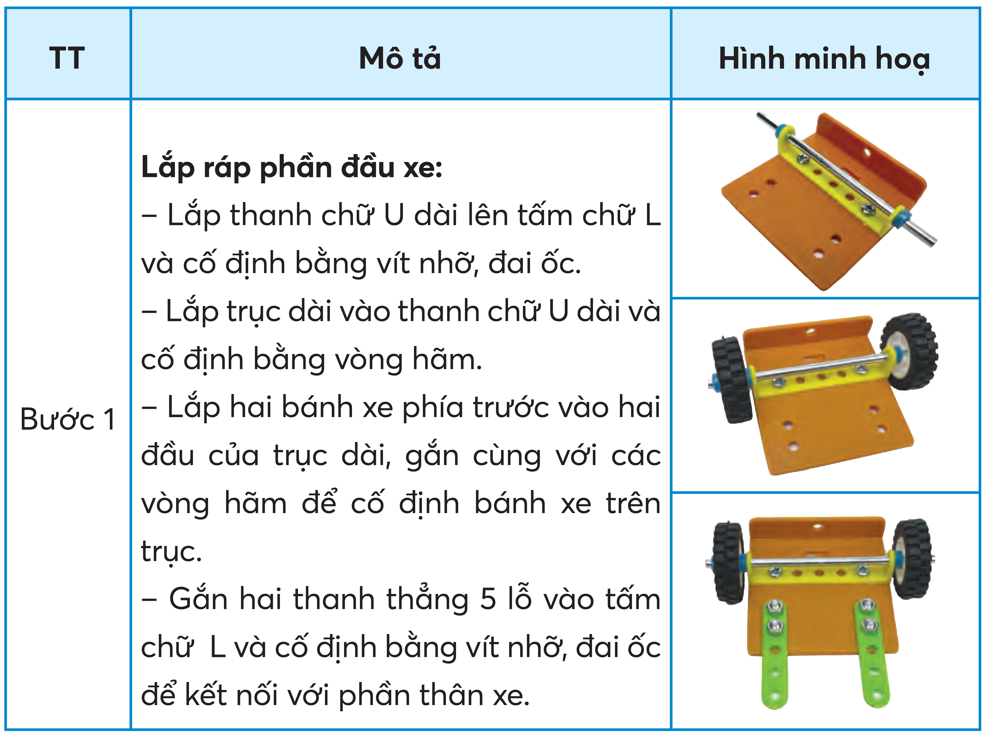 TT
Mô tả
Hình minh hoạ
Bước 1
Lắp ráp phần đầu xe:
– Lắp thanh chữ U dài lên tấm chữ L
và cố định bằng vít nhỡ, đai ốc.
– Lắp trục dài vào thanh chữ U dài và
cố định bằng vòng hãm.
– Lắp hai bánh xe phía trước vào hai
đầu của trục dài, gắn cùng với các
vòng hãm để cố định bánh xe trên
trục.
– Gắn hai thanh thẳng 5 lỗ vào tấm
chữ L và cố định bằng vít nhỡ, đai ốc
để kết nối với phần thân xe.